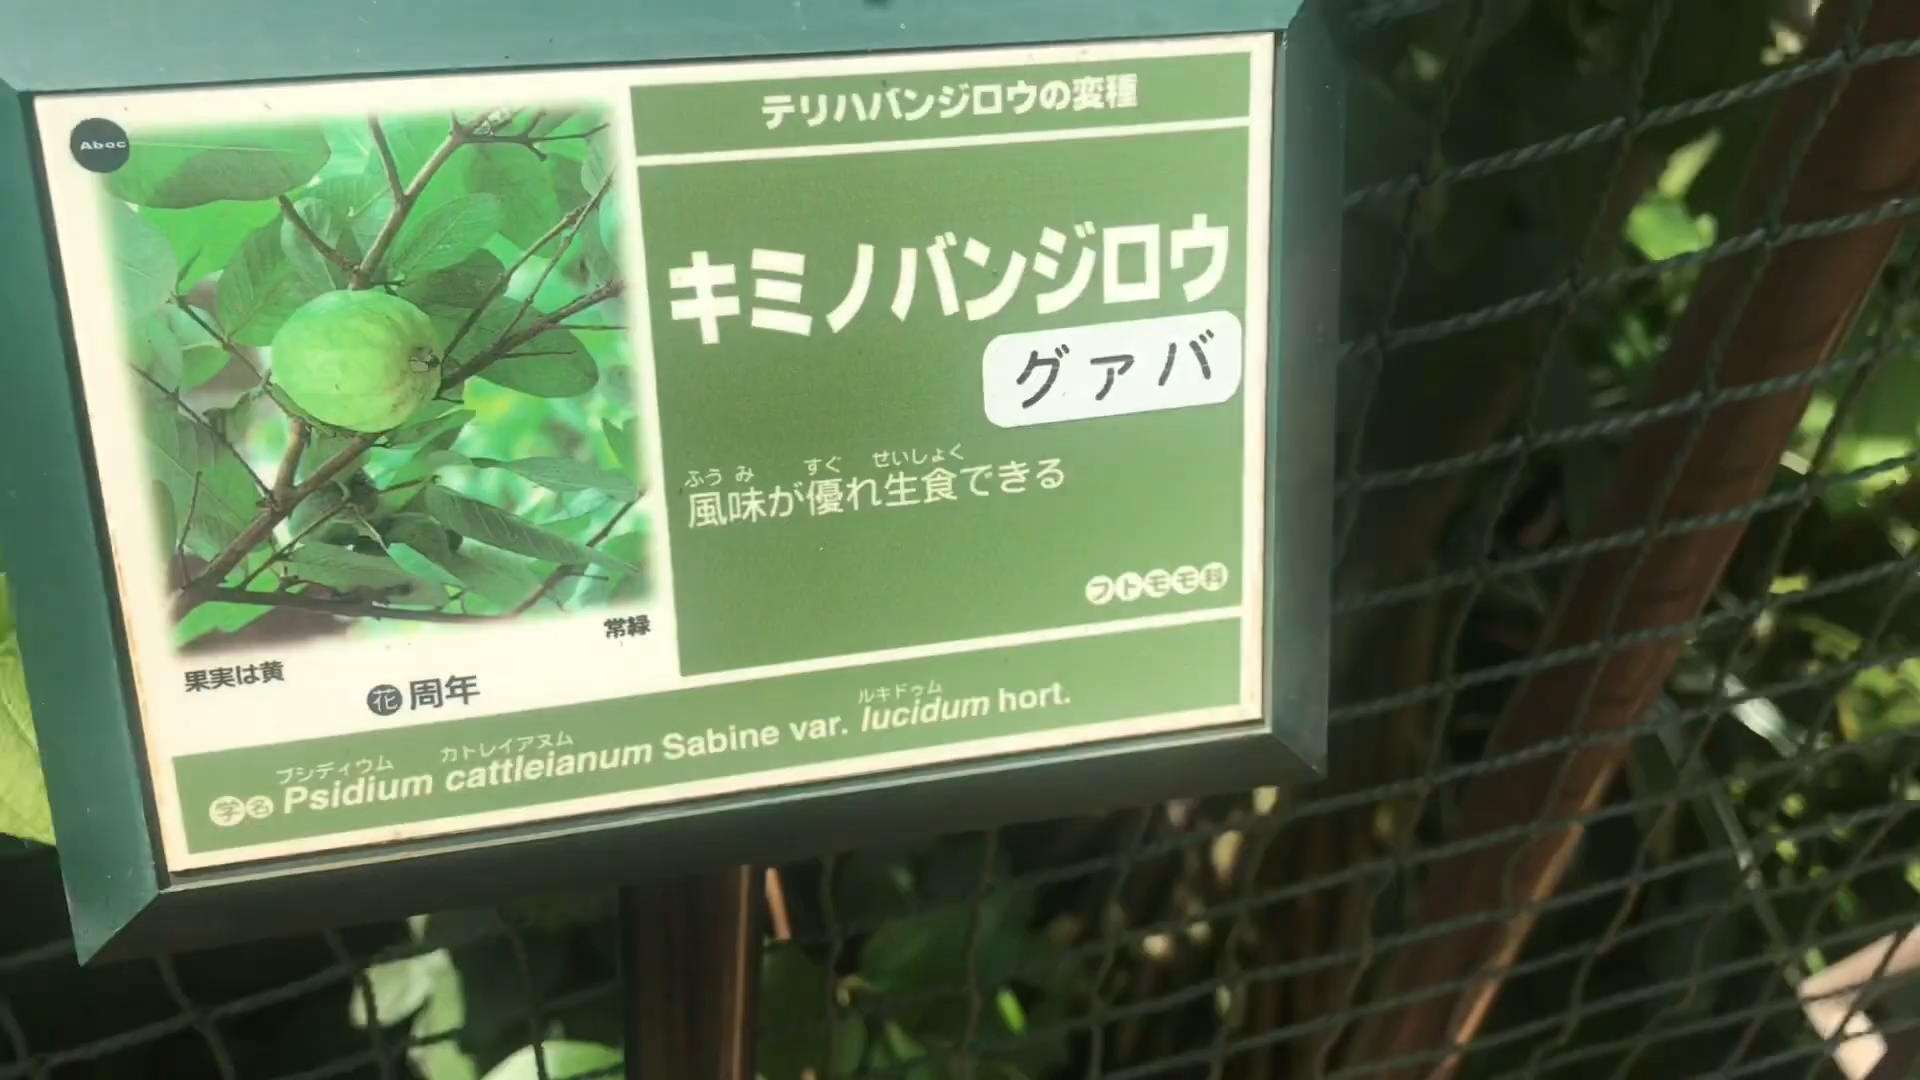 Aboc
テリハバンジロウの変種
キミノバンジロウ
グァバ
ふうみ すぐ せいしょく
風味が優れ生食できる
フトモモ科
常緑
果実は黄
花周年
プシディウム カトレイアヌム ルキドゥム
学名 Psidium cattleianum Sabine var. lucidum hort.